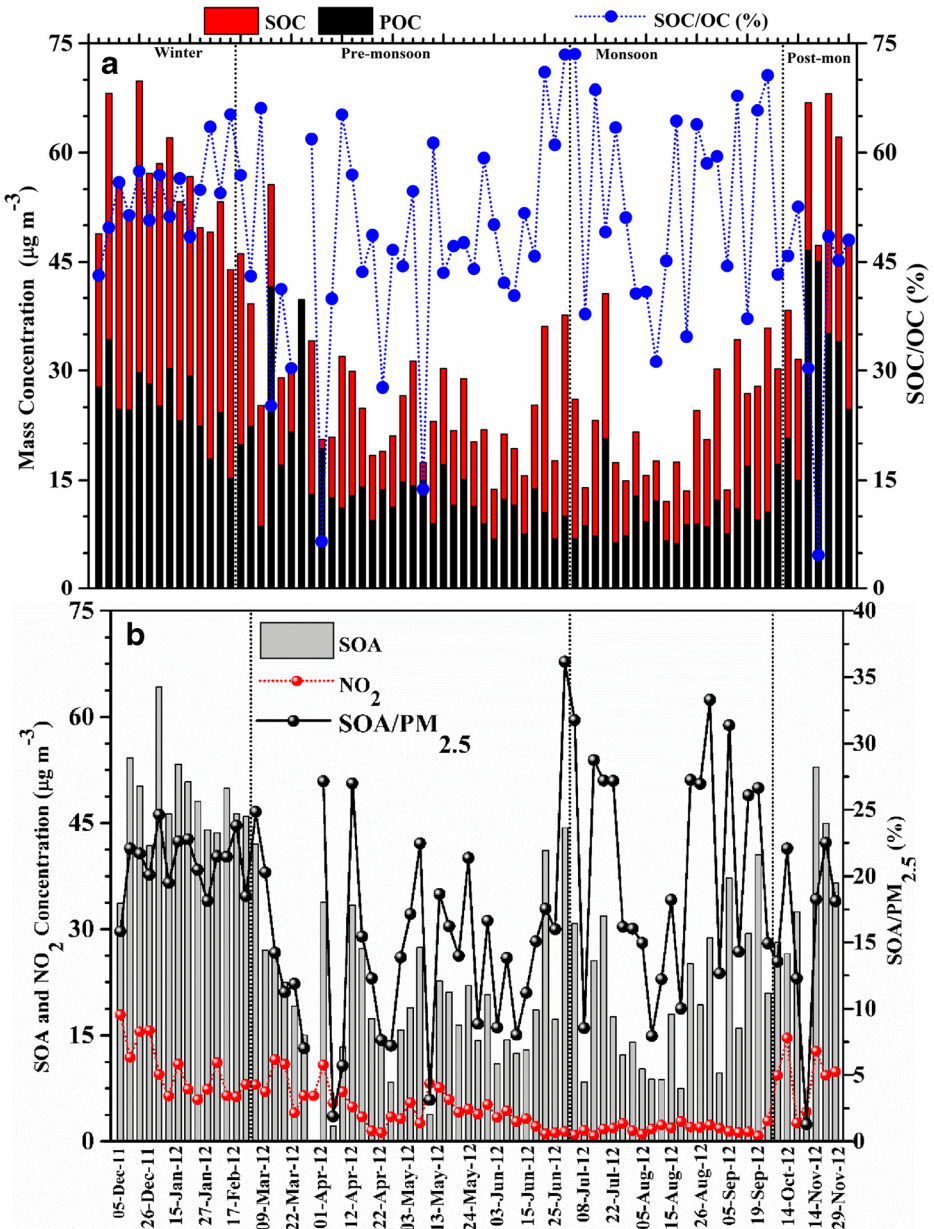 SOC POC SOC/OC (%)
75 75
a Winter Pre-monsoon Monsoon Post-mon
60 60
45 45
30 30
15 15
0 0
Mass Concentration (µg m⁻³)
SOC/OC (%)
75 40
b SOA
NO₂
SOA/PM₂.₅
35
60
30
45 25
20
30
15
15 10
5
0 0
SOA and NO₂ Concentration (µg m⁻³)
SOA/PM₂.₅ (%)
05-Dec-11
26-Dec-11
15-Jan-12
27-Jan-12
17-Feb-12
09-Mar-12
22-Mar-12
01-Apr-12
12-Apr-12
22-Apr-12
03-May-12
13-May-12
22-May-12
03-Jun-12
15-Jun-12
25-Jun-12
08-Jul-12
22-Jul-12
05-Aug-12
15-Aug-12
26-Aug-12
05-Sep-12
19-Sep-12
14-Oct-12
14-Nov-12
29-Nov-12